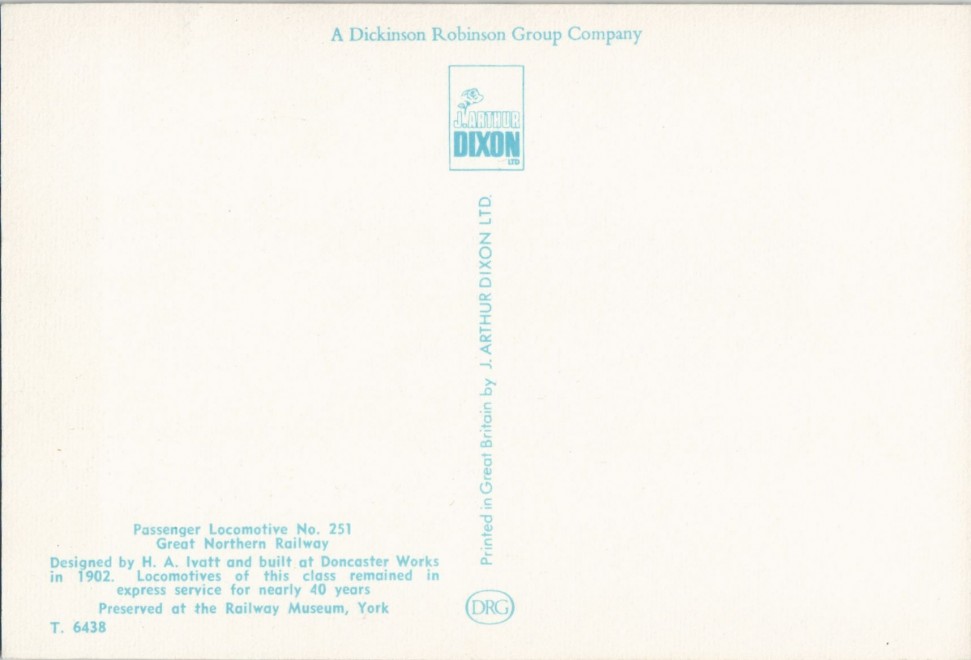 A Dickinson Robinson Group Company
J. ARTHUR
DIXON
LTD
Printed in Great Britain by J. ARTHUR DIXON LTD.
Passenger Locomotive No. 251
Great Northern Railway
Designed by H. A. Ivatt and built at Doncaster Works
in 1902. Locomotives of this class remained in
express service for nearly 40 years
Preserved at the Railway Museum, York
T. 6438
DRG